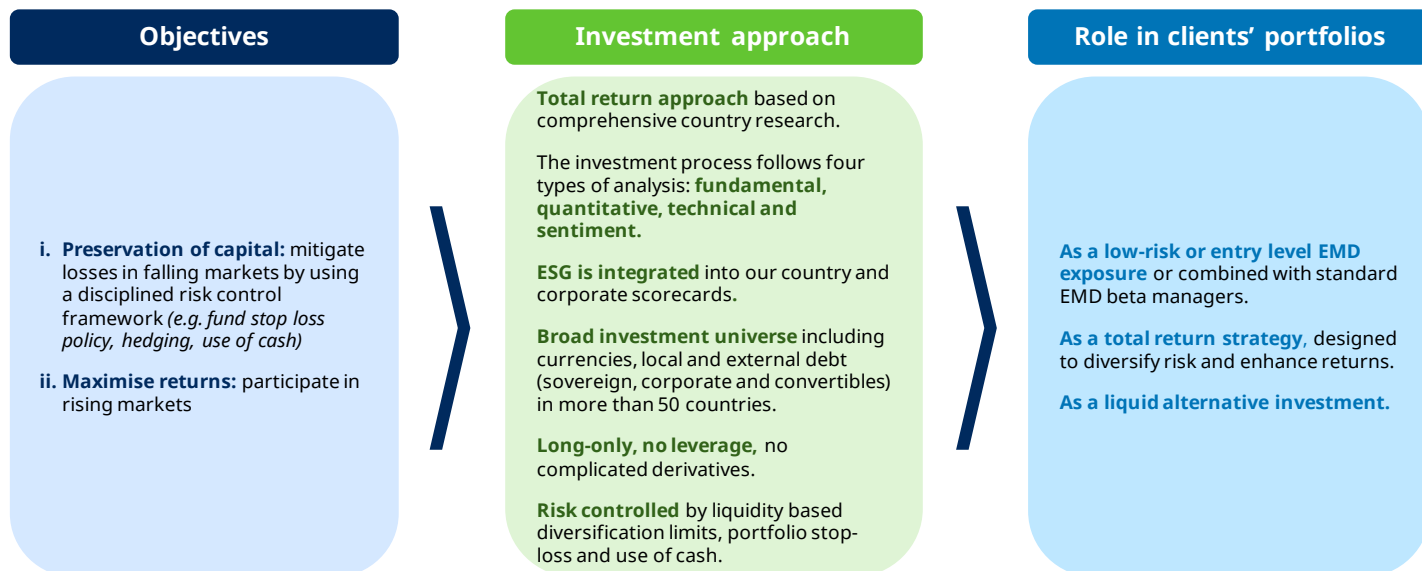 Objectives
i. Preservation of capital: mitigate
losses in falling markets by using
a disciplined risk control
framework (e.g. fund stop loss
policy, hedging, use of cash)
ii. Maximise returns: participate in
rising markets
Investment approach
Total return approach based on
comprehensive country research.
The investment process follows four
types of analysis: fundamental,
quantitative, technical and
sentiment.
ESG is integrated into our country and
corporate scorecards.
Broad investment universe including
currencies, local and external debt
(sovereign, corporate and convertibles)
in more than 50 countries.
Long-only, no leverage, no
complicated derivatives.
Risk controlled by liquidity based
diversification limits, portfolio stop-
loss and use of cash.
Role in clients’ portfolios
As a low-risk or entry level EMD
exposure or combined with standard
EMD beta managers.
As a total return strategy, designed
to diversify risk and enhance returns.
As a liquid alternative investment.